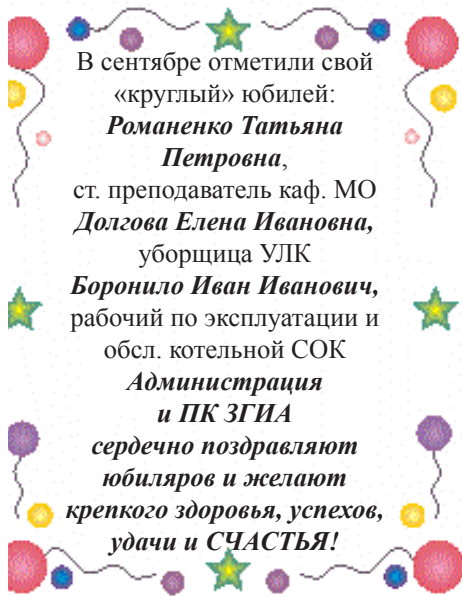 В сентябре отметили свой
«круглый» юбилей:
Романенко Татьяна
Петровна,
ст. преподаватель каф. МО
Долгова Елена Ивановна,
уборщица УЛК
Боронило Иван Иванович,
рабочий по эксплуатации и
обсл. котельной СОК
Администрация
и ПК ЗГИА
сердечно поздравляют
юбиляров и желают
крепкого здоровья, успехов,
удачи и СЧАСТЬЯ!